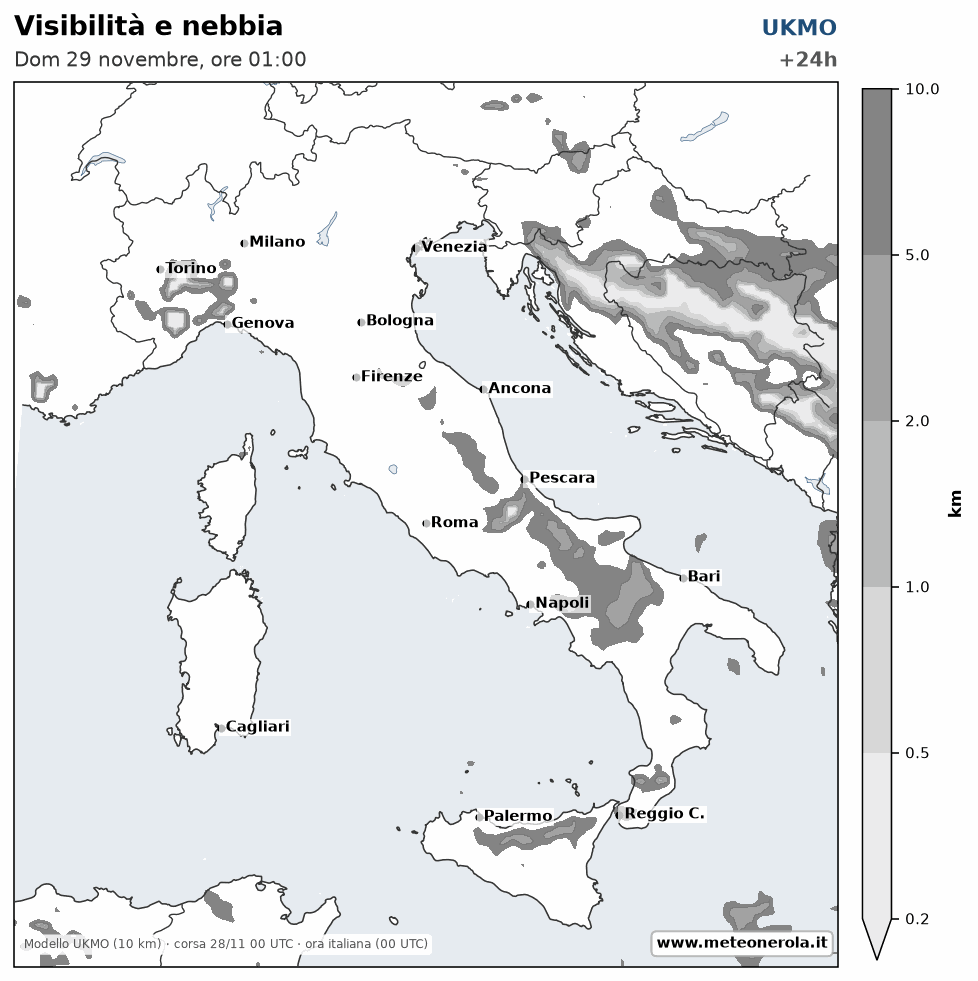 Visibilità e nebbia
UKMO
Dom 29 novembre, ore 01:00
+24h
10.0
5.0
2.0
1.0
0.5
0.2
km
Milano
Venezia
Torino
Genova
Bologna
Firenze
Ancona
Pescara
Roma
Bari
Napoli
Cagliari
Palermo
Reggio C.
Modello UKMO (10 km) · corsa 28/11 00 UTC · ora italiana (00 UTC)
www.meteonerola.it